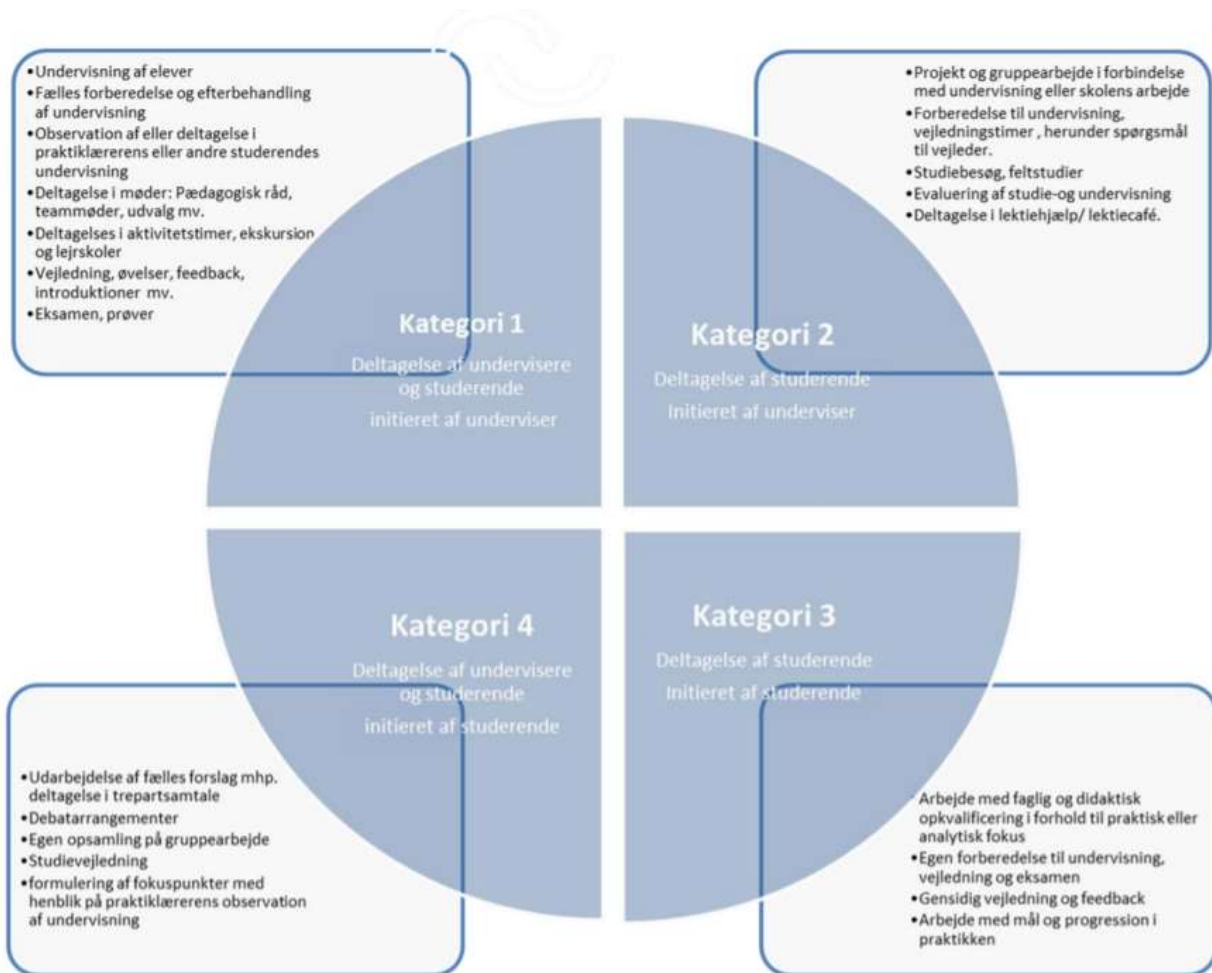 •Undervisning af elever
•Fælles forberedelse og efterbehandling
af undervisning
•Observation af eller deltagelse i
praktiklærerens eller andre studerendes
undervisning
•Deltagelse i møder: Pædagogisk råd,
teammøder, udvalg mv.
•Deltagelses i aktivitetstimer, ekskursion
og lejrskoler
•Vejledning, øvelser, feedback,
introduktioner mv.
•Eksamen, prøver
Kategori 1
Deltagelse af undervisere
og studerende
initieret af underviser
•Projekt og gruppearbejde i forbindelse
med undervisning eller skolens arbejde
•Forberedelse til undervisning,
vejledningstimer , herunder spørgsmål
til vejleder.
•Studiebesøg, feltstudier
•Evaluering af studie-og undervisning
•Deltagelse i lektiehjælp/ lektiecafé.
Kategori 2
Deltagelse af studerende
Initieret af underviser
Kategori 4
Deltagelse af undervisere
og studerende
initieret af studerende
•Udarbejdelse af fælles forslag mhp.
deltagelse i trepartsamtale
•Debatarrangementer
•Egen opsamling på gruppearbejde
•Studievejledning
•formulering af fokuspunkter med
henblik på praktiklærerens observation
af undervisning
Kategori 3
Deltagelse af studerende
Initieret af studerende
•Arbejde med faglig og didaktisk
opkvalificering i forhold til praktisk eller
analytisk fokus
•Egen forberedelse til undervisning,
vejledning og eksamen
•Gensidig vejledning og feedback
•Arbejde med mål og progression i
praktikken